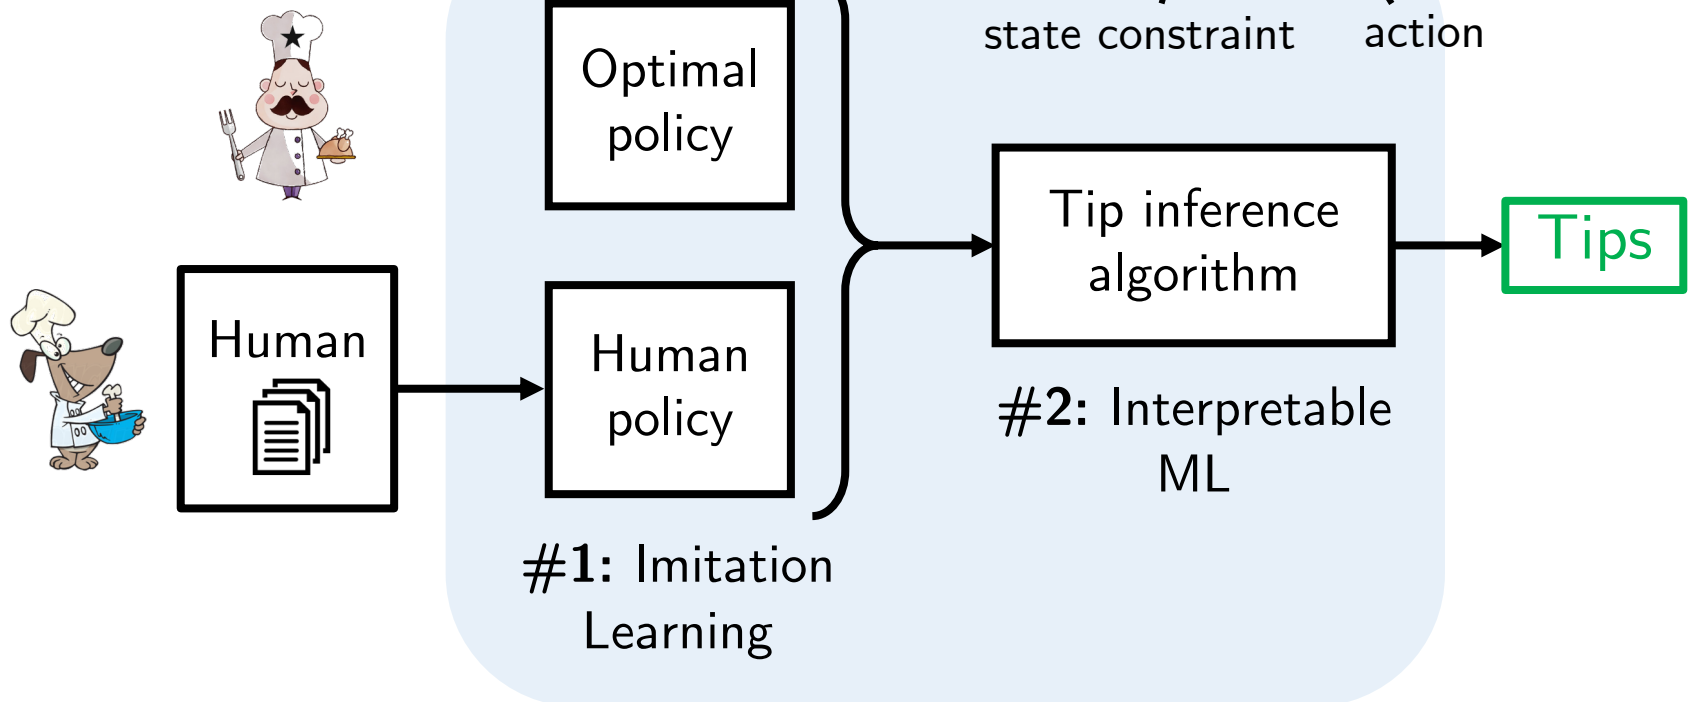 state constraint
action
Optimal
policy
Tip inference
algorithm
Tips
Human
Human
policy
#2: Interpretable
ML
#1: Imitation
Learning